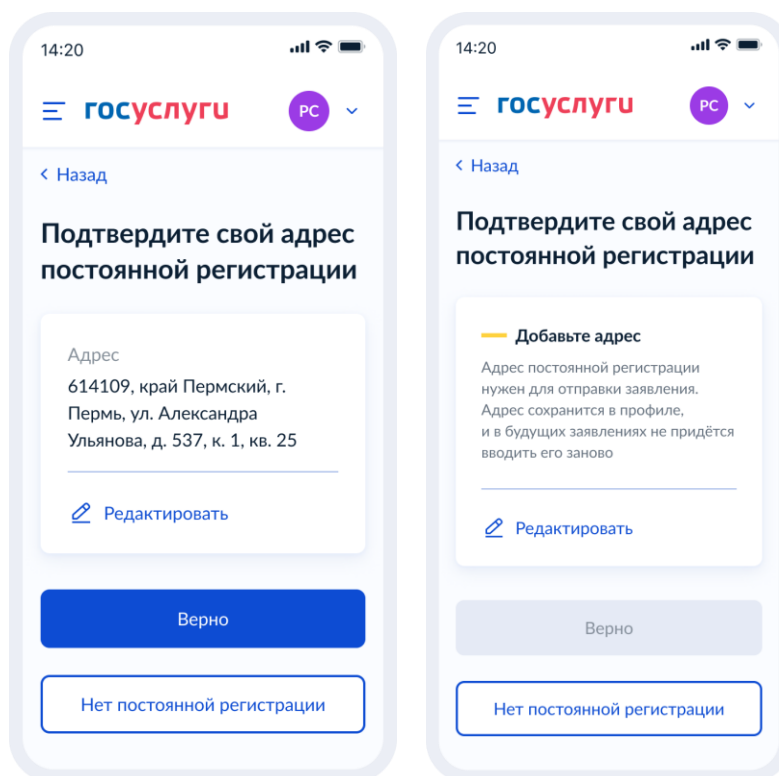 14:20
госуслуги
РС
Назад
Подтвердите свой адрес
постоянной регистрации
Адрес
614109, край Пермский, г.
Пермь, ул. Александра
Ульянова, д. 537, к. 1, кв. 25
Редактировать
Верно
Нет постоянной регистрации
14:20
госуслуги
РС
Назад
Подтвердите свой адрес
постоянной регистрации
Добавьте адрес
Адрес постоянной регистрации
нужен для отправки заявления.
Адрес сохранится в профиле,
и в будущих заявлениях не придётся
вводить его заново
Редактировать
Верно
Нет постоянной регистрации